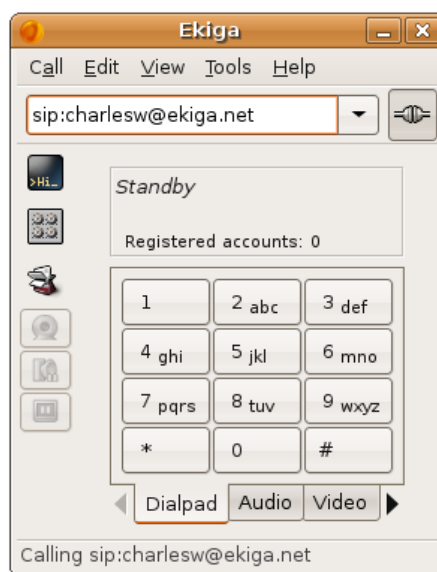 Ekiga
Call Edit View Tools Help
sip:charlesw@ekiga.net
>Hi_
Standby
Registered accounts: 0
1 2 abc 3 def
4 ghi 5 jkl 6 mno
7 pqrs 8 tuv 9 wxyz
* 0 #
Dialpad Audio Video
Calling sip:charlesw@ekiga.net